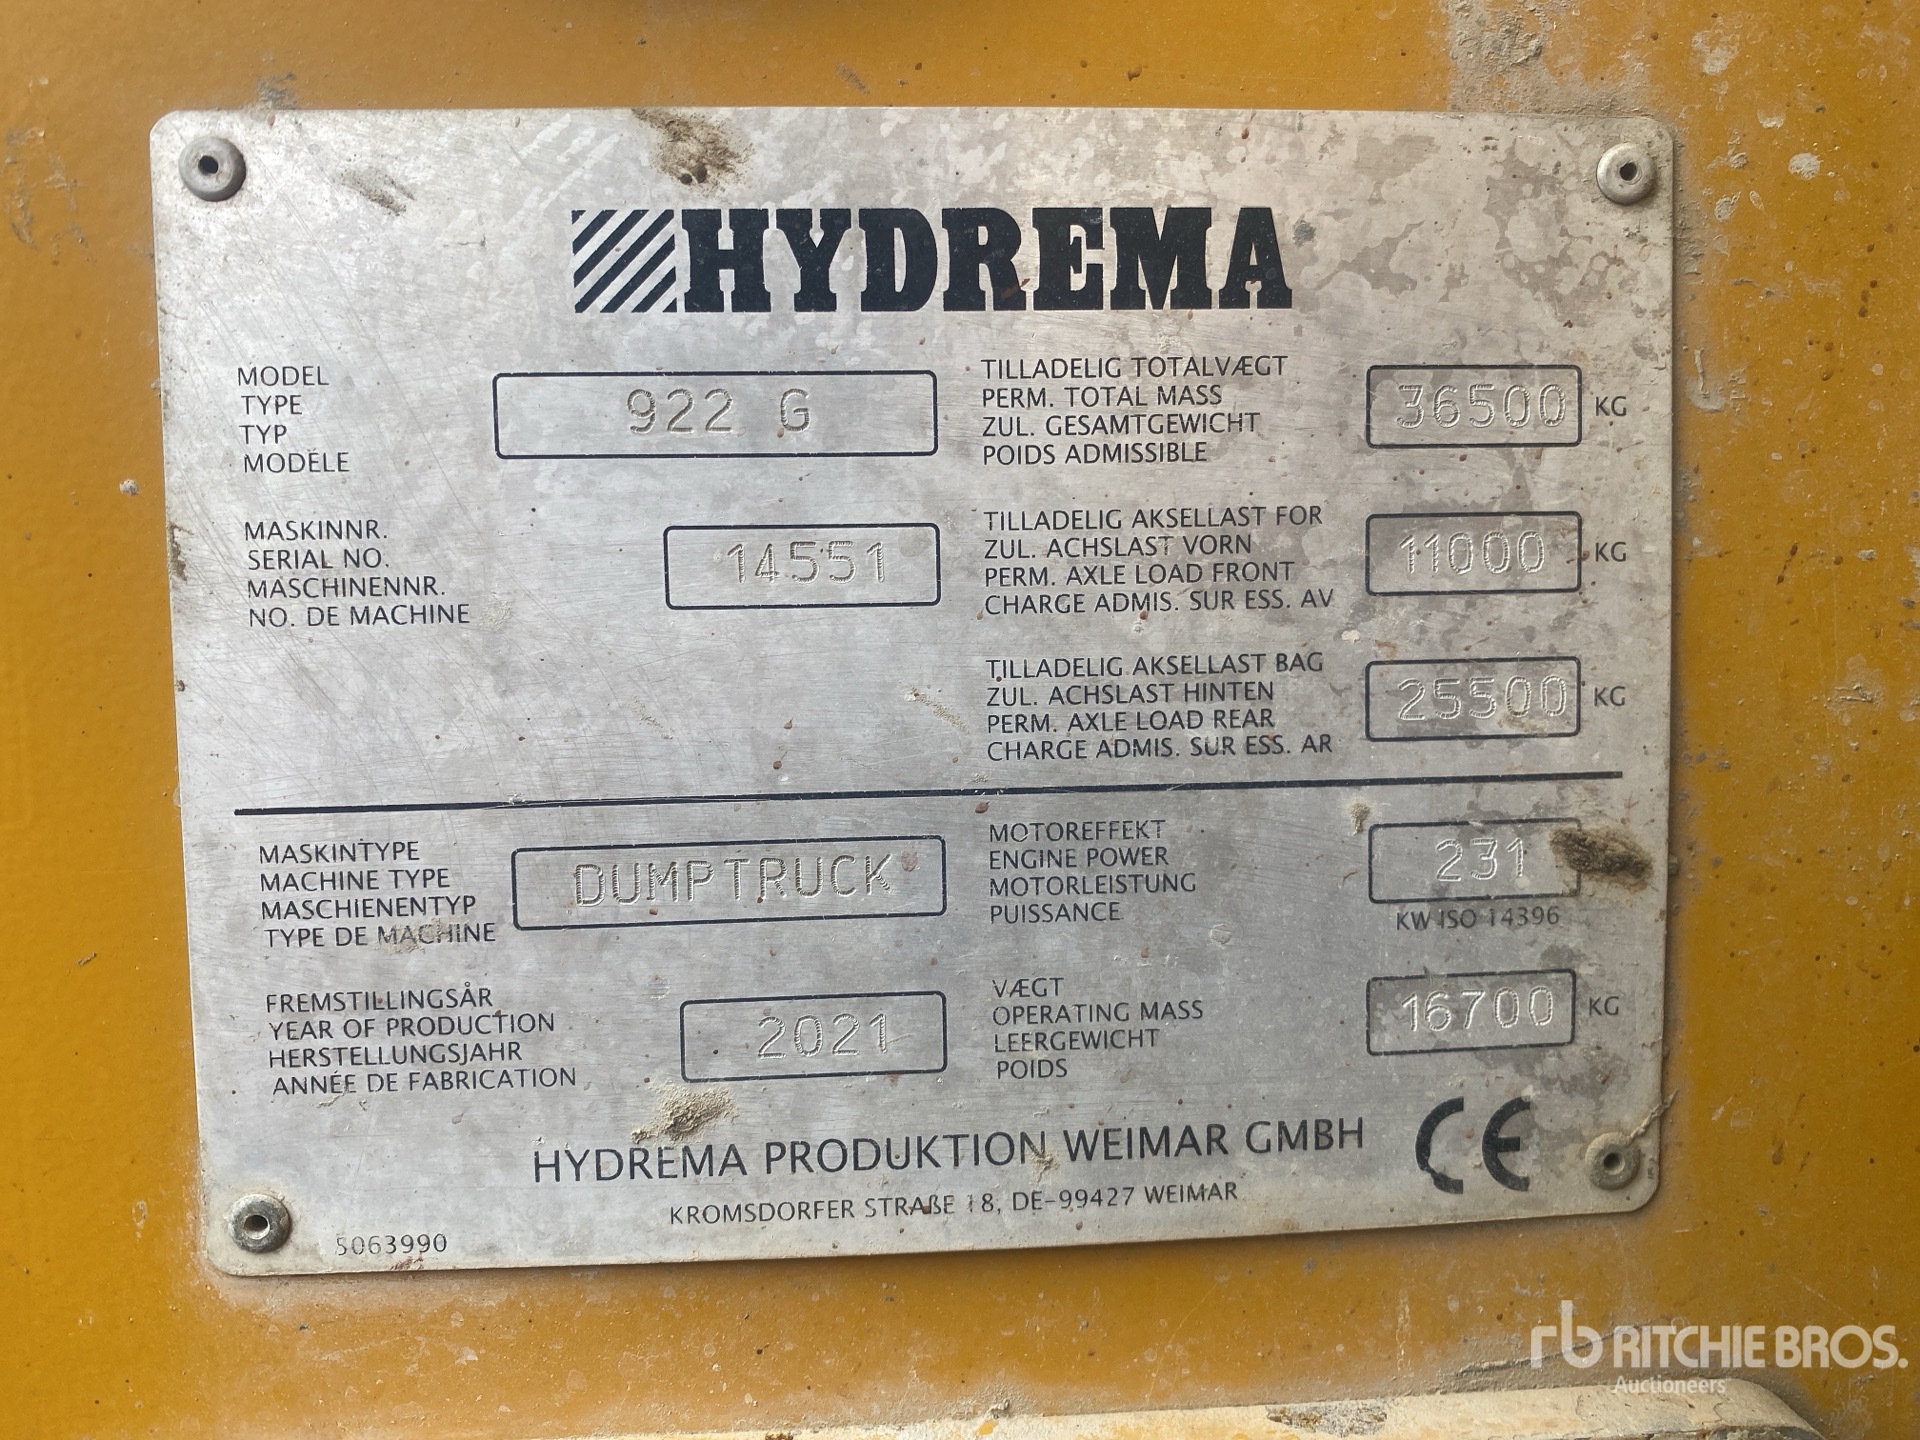 HYDREMA
MODEL
TYPE
TYP
MODÉLE
922 G
MASKINNR.
SERIAL NO.
MASCHINENNR.
NO. DE MACHINE
14551
TILLADELIG TOTALVÆGT
PERM. TOTAL MASS
ZUL. GESAMTGEWICHT
POIDS ADMISSIBLE
36500 KG
TILLADELIG AKSELLAST FOR
ZUL. ACHSLAST VORN
PERM. AXLE LOAD FRONT
CHARGE ADMIS. SUR ESS. AV
11000 KG
TILLADELIG AKSELLAST BAG
ZUL. ACHSLAST HINTEN
PERM. AXLE LOAD REAR
CHARGE ADMIS. SUR ESS. AR
25500 KG
MASKINTYPE
MACHINE TYPE
MASCHIENENTYP
TYPE DE MACHINE
DUMPTRUCK
FREMSTILLINGSÅR
YEAR OF PRODUCTION
HERSTELLUNGSJAHR
ANNÉE DE FABRICATION
2021
MOTOREFFEKT
ENGINE POWER
MOTORLEISTUNG
PUISSANCE
231
KW ISO 14396
VÆGT
OPERATING MASS
LEERGEWICHT
POIDS
16700 KG
HYDREMA PRODUKTION WEIMAR GMBH
KROMSDORFER STRAßE 18, DE-99427 WEIMAR
CE
5063990
rb RITCHIE BROS.
Auctioneers